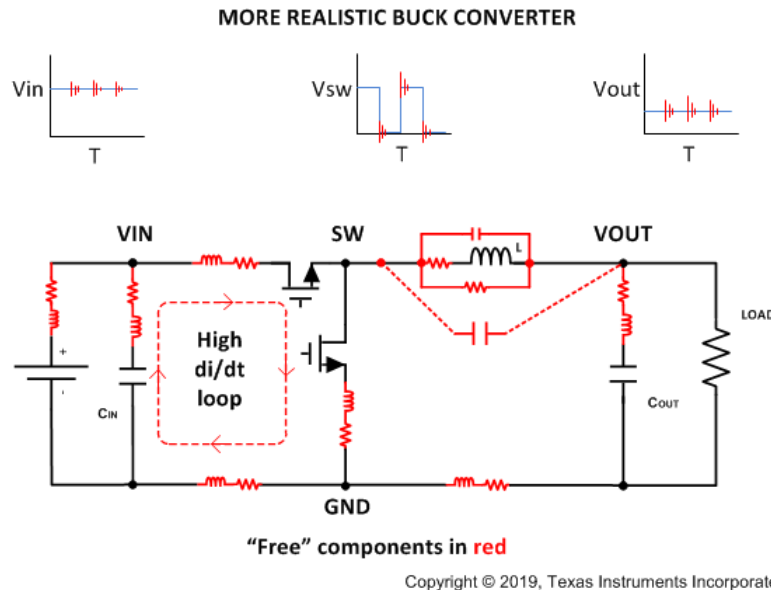 MORE REALISTIC BUCK CONVERTER
Vin
T
Vsw
T
Vout
T
VIN
SW
VOUT
L
LOAD
High
di/dt
loop
+
-
CIN
COUT
GND
"Free" components in red
Copyright © 2019, Texas Instruments Incorporate